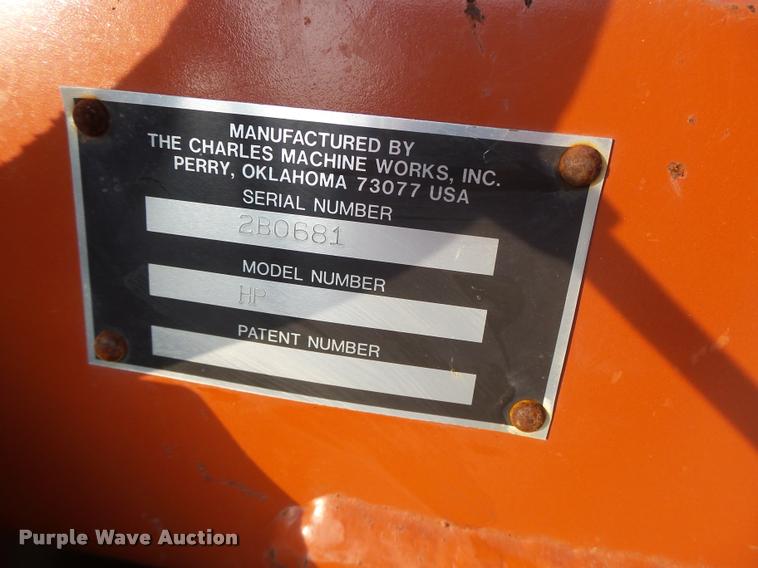 MANUFACTURED BY
THE CHARLES MACHINE WORKS, INC.
PERRY, OKLAHOMA 73077 USA
SERIAL NUMBER
2B0681
MODEL NUMBER
HP
PATENT NUMBER
Purple Wave Auction®